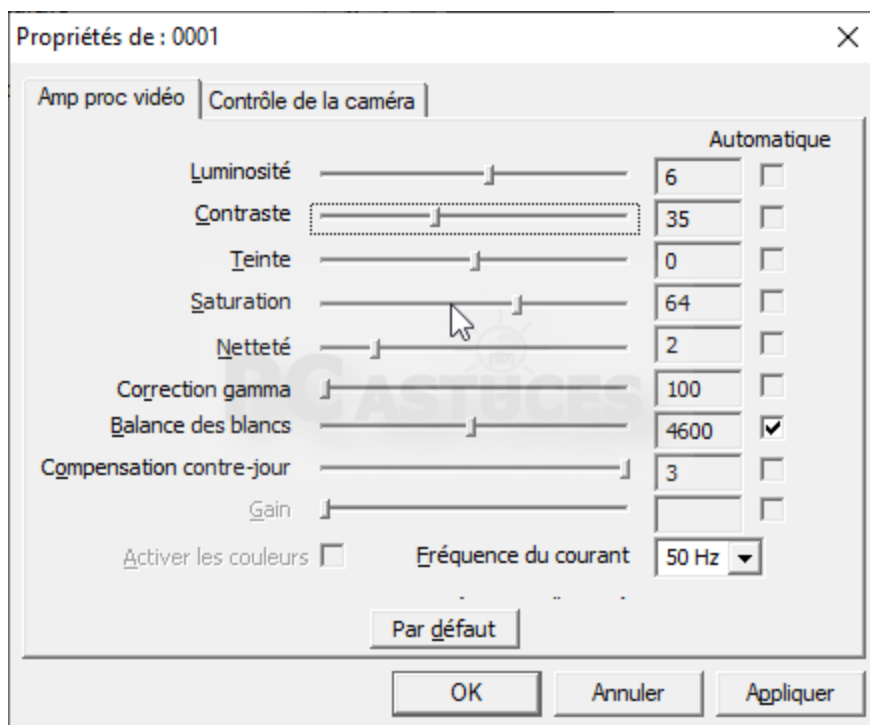 Propriétés de : 0001
Amp proc vidéo Contrôle de la caméra
Automatique
Luminosité 6
Contraste 35
Teinte 0
Saturation 64
Netteté 2
Correction gamma 100
Balance des blancs 4600
Compensation contre-jour 3
Gain
Activer les couleurs Fréquence du courant 50 Hz
Par défaut
OK Annuler Appliquer
PC ASTUCES